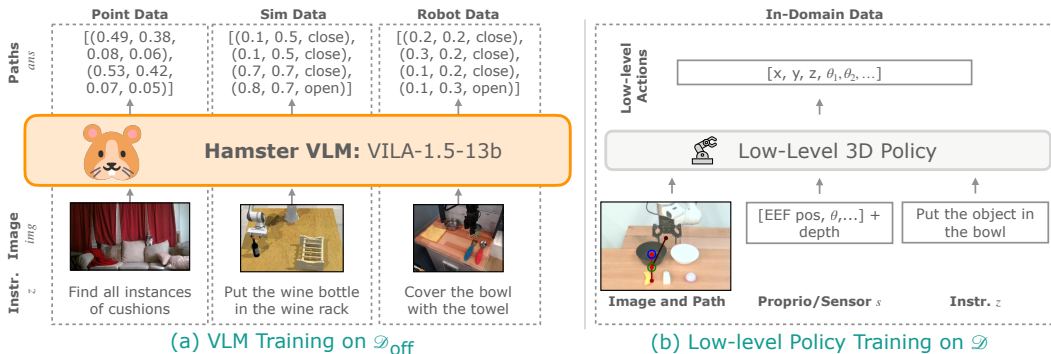 Point Data
Sim Data
Robot Data
In-Domain Data
Paths
ans
[(0.49, 0.38,
0.08, 0.06)
(0.53, 0.42,
0.07, 0.05)]
[(0.1, 0.5, close),
(0.1, 0.5, close),
(0.7, 0.7, close),
(0.8, 0.7, open)]
[(0.2, 0.2, close),
(0.3, 0.2, close),
(0.1, 0.2, close),
(0.1, 0.3, open)]
Hamster VLM: VILA-1.5-13b
Image
img
Instr.
z
Find all instances
of cushions
Put the wine bottle
in the wine rack
Cover the bowl
with the towel
(a) VLM Training on 𝒟off
Low-level
Actions
[x, y, z, θ1, θ2, ...]
Low-Level 3D Policy
[EEF pos, θ,...] +
depth
Put the object in
the bowl
Image and Path
Proprio/Sensor s
Instr. z
(b) Low-level Policy Training on 𝒟